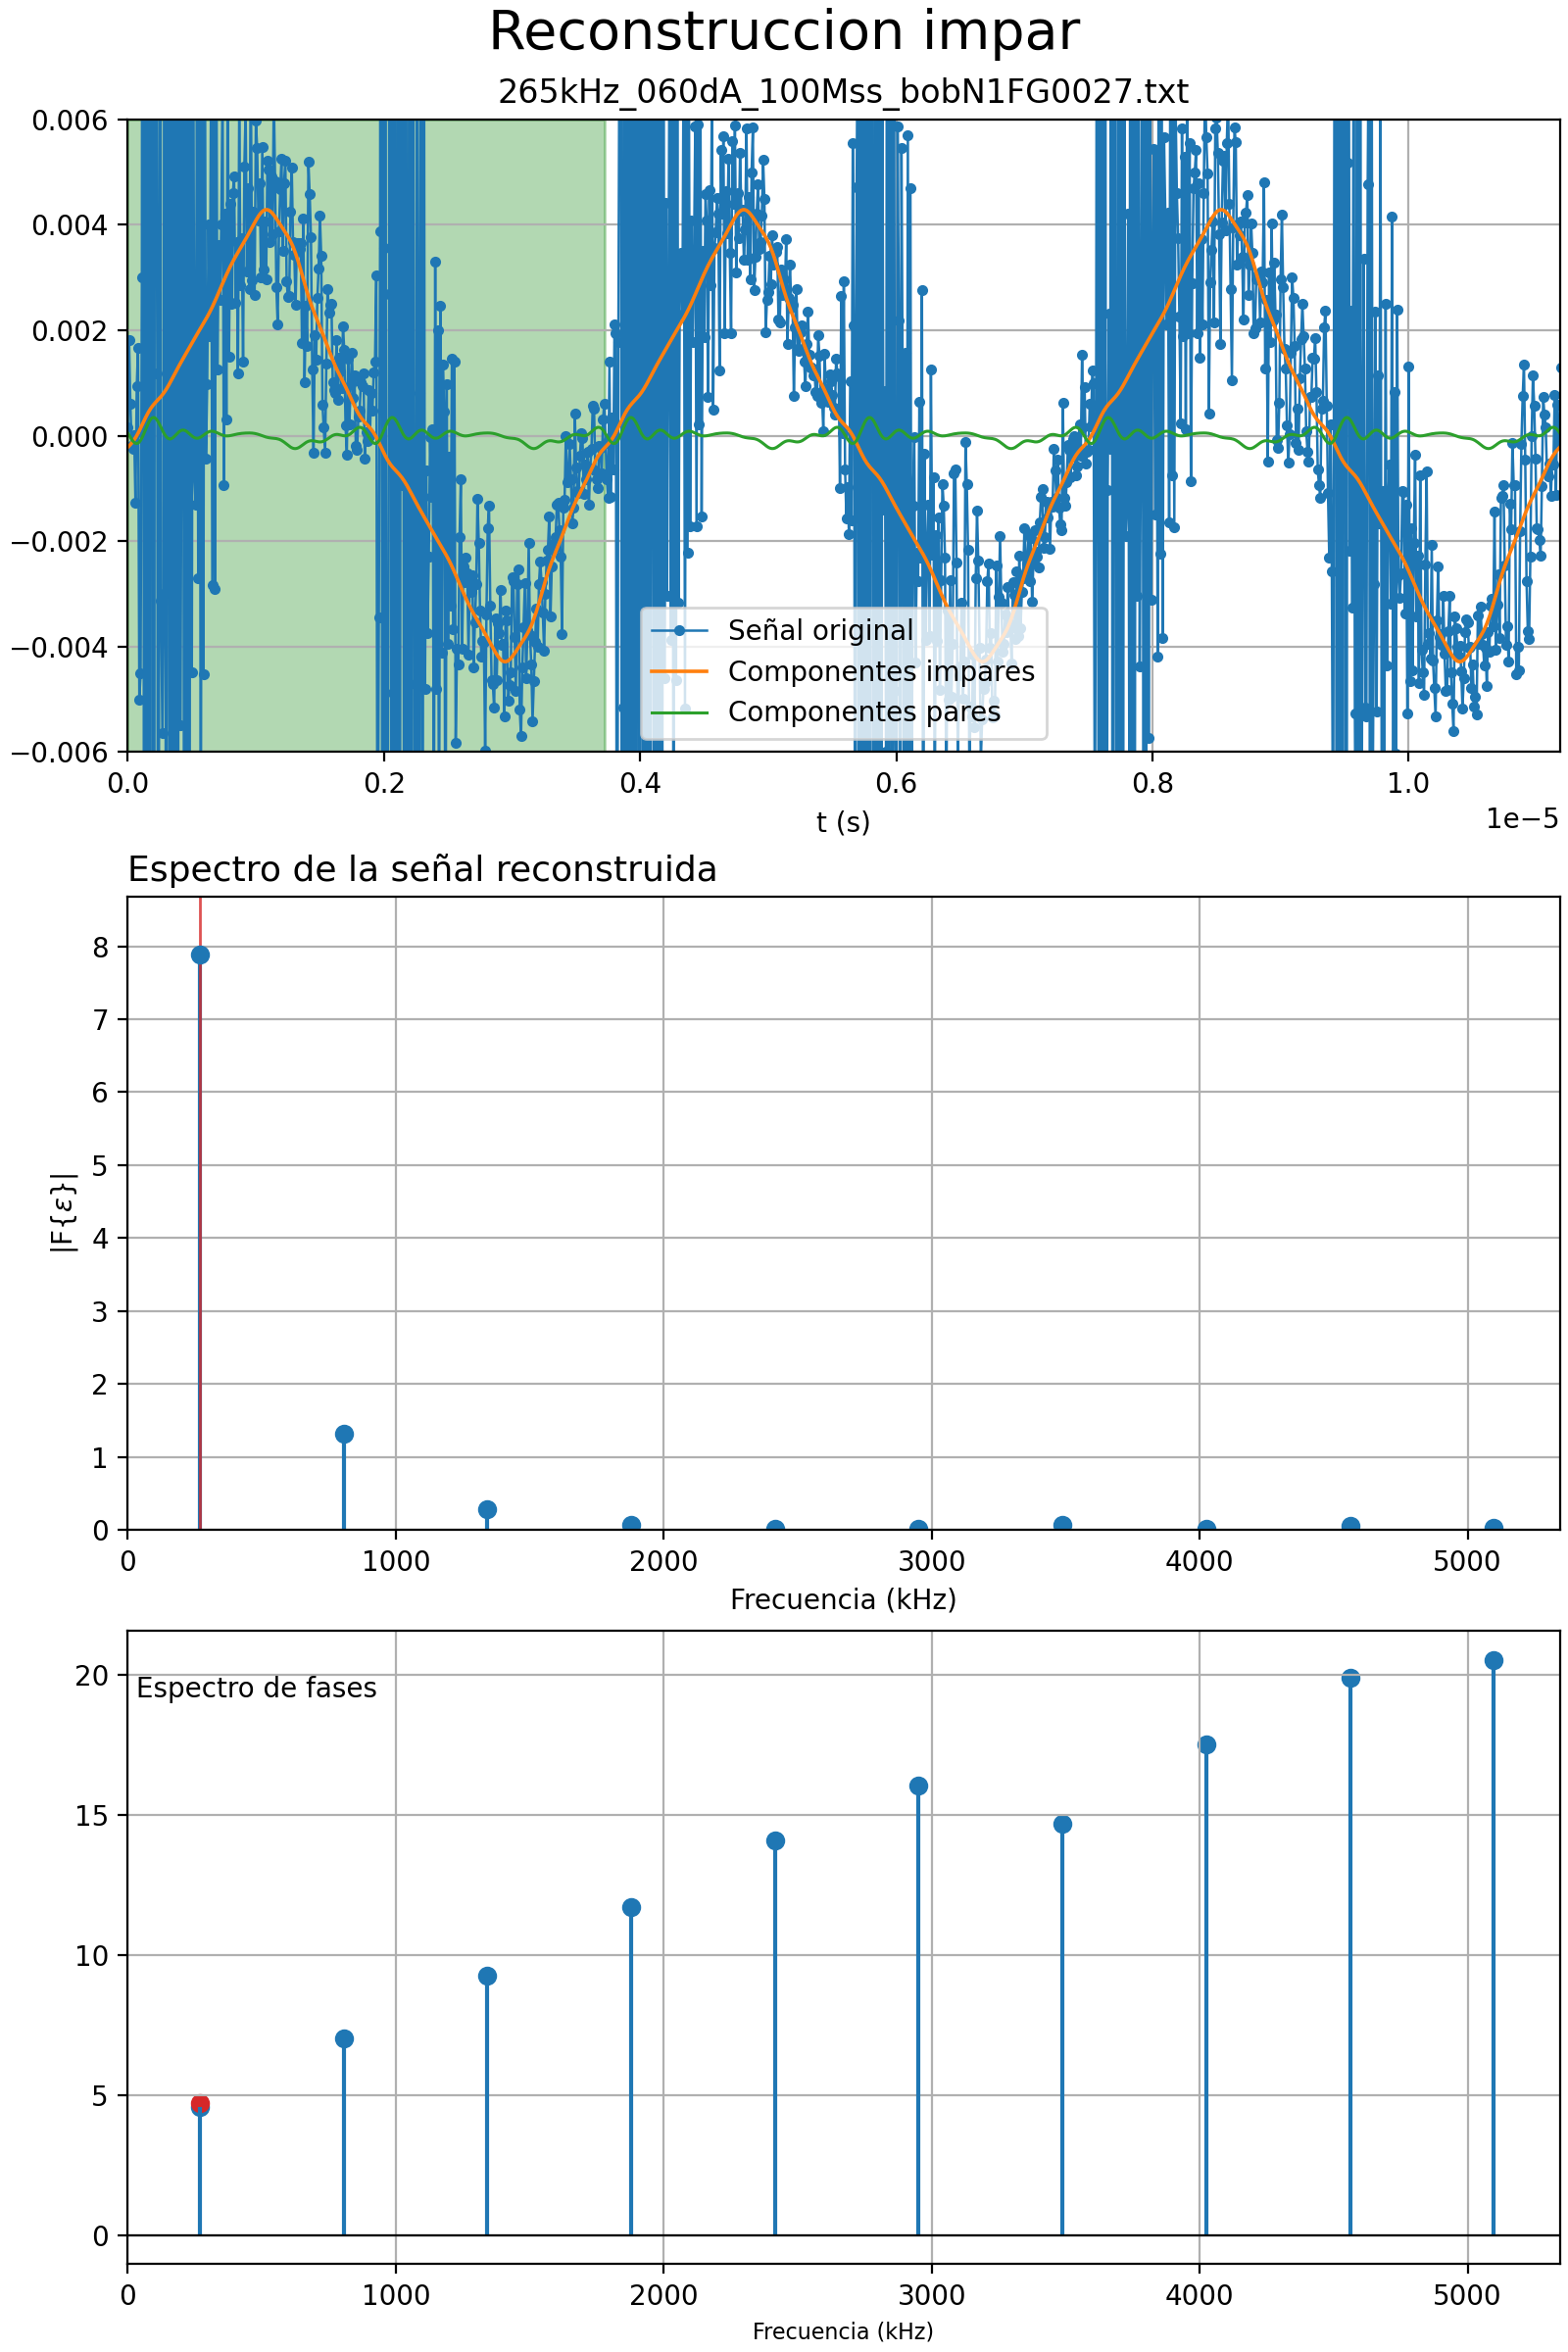 Reconstruccion impar
265kHz_060dA_100Mss_bobN1FG0027.txt
0.006
0.004
0.002
0.000
−0.002
−0.004
−0.006
Señal original
Componentes impares
Componentes pares
0.0 0.2 0.4 0.6 0.8 1.0
t (s)
1e−5
Espectro de la señal reconstruida
8
7
6
5
4
3
2
1
0
|F{ε}|
0 1000 2000 3000 4000 5000
Frecuencia (kHz)
Espectro de fases
20
15
10
5
0
0 1000 2000 3000 4000 5000
Frecuencia (kHz)